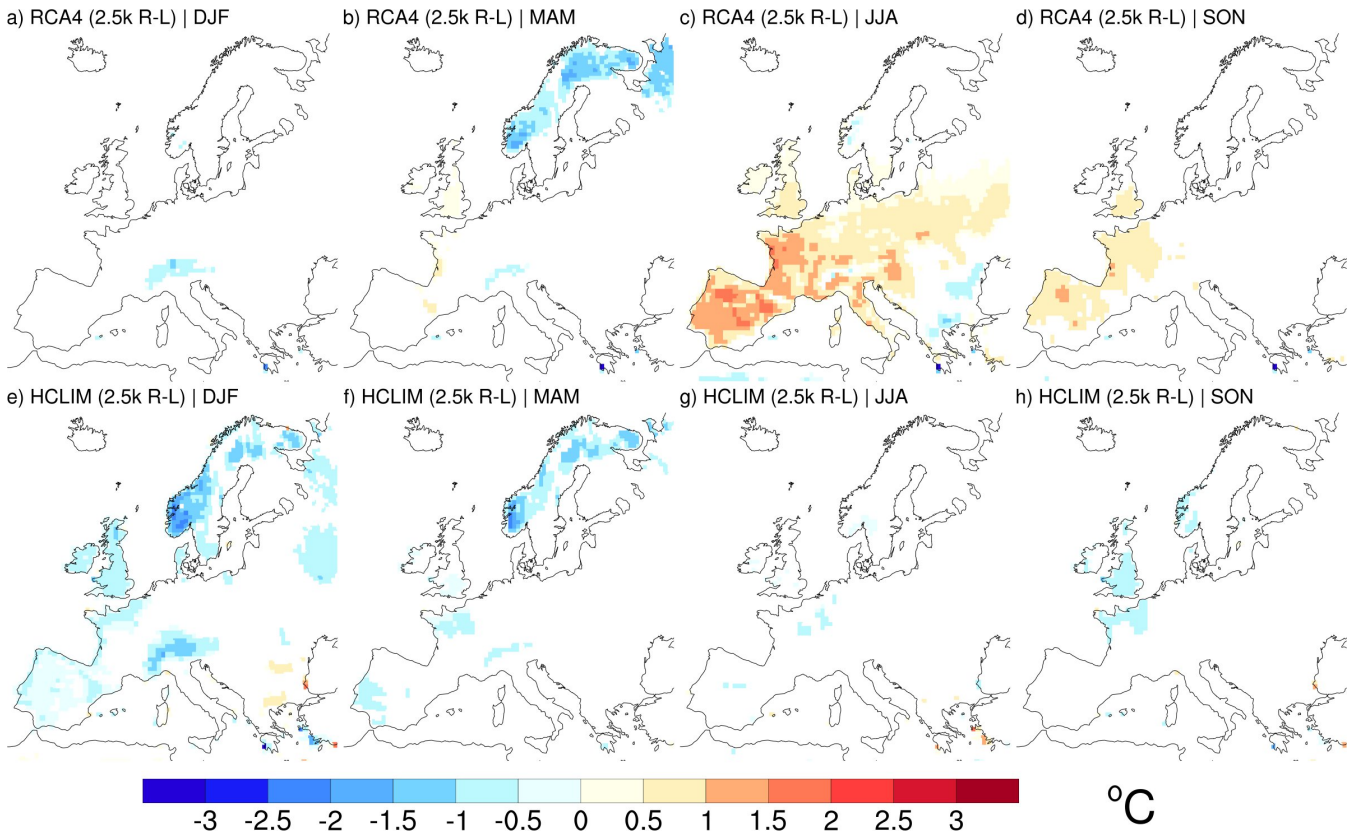 a) RCA4 (2.5k R-L) | DJF
b) RCA4 (2.5k R-L) | MAM
c) RCA4 (2.5k R-L) | JJA
d) RCA4 (2.5k R-L) | SON
e) HCLIM (2.5k R-L) | DJF
f) HCLIM (2.5k R-L) | MAM
g) HCLIM (2.5k R-L) | JJA
h) HCLIM (2.5k R-L) | SON
-3 -2.5 -2 -1.5 -1 -0.5 0 0.5 1 1.5 2 2.5 3
°C